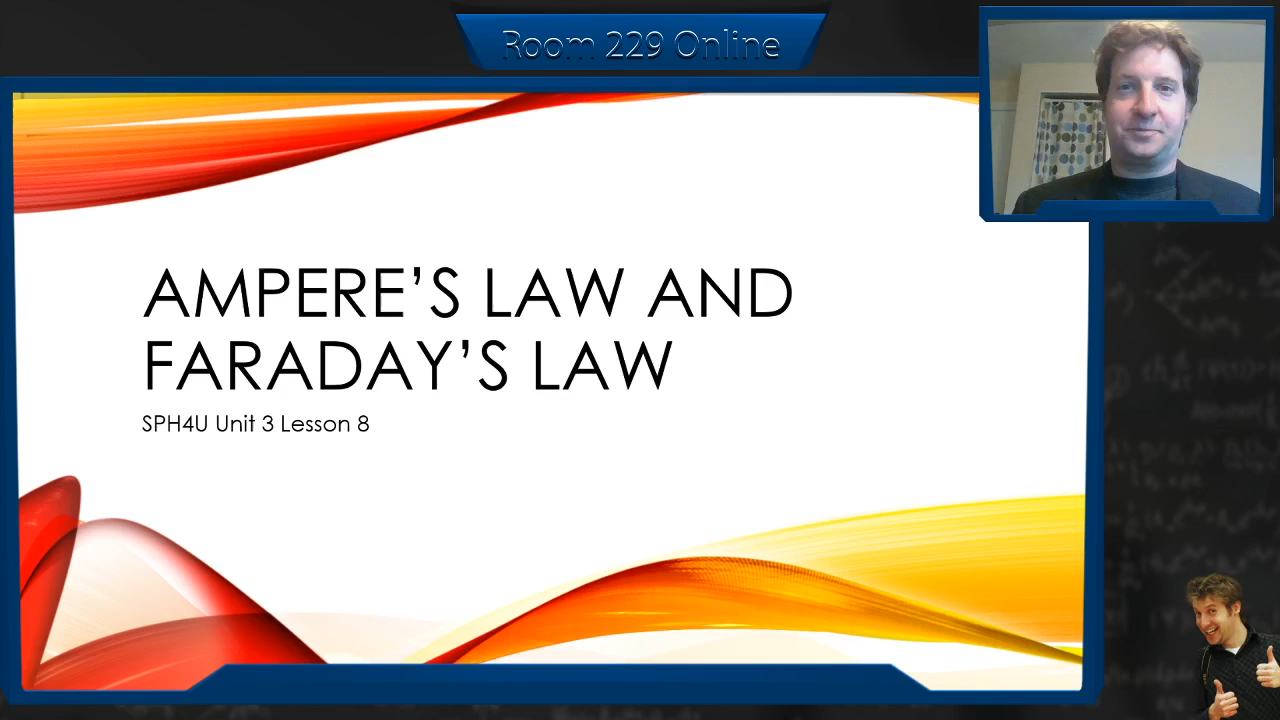 Room 229 Online
AMPERE’S LAW AND
FARADAY’S LAW
SPH4U Unit 3 Lesson 8